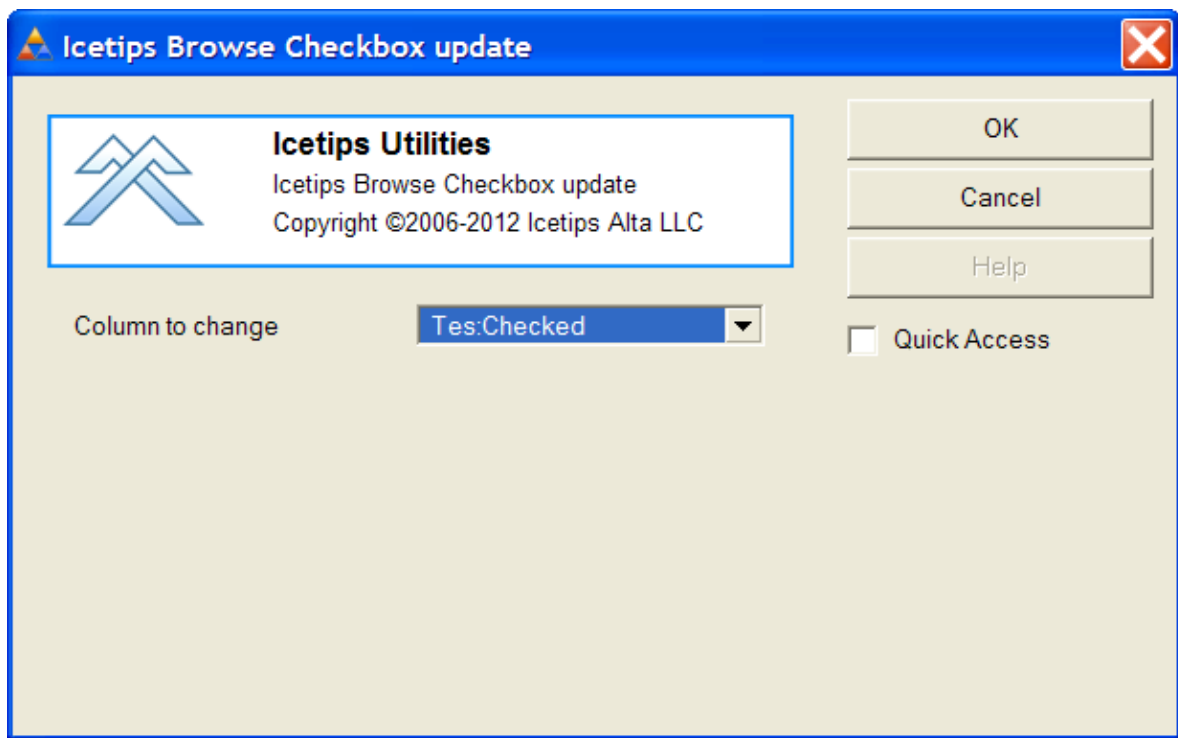 Icetips Browse Checkbox update
Icetips Utilities
Icetips Browse Checkbox update
Copyright ©2006-2012 Icetips Alta LLC
OK
Cancel
Help
Column to change
Tes:Checked
Quick Access